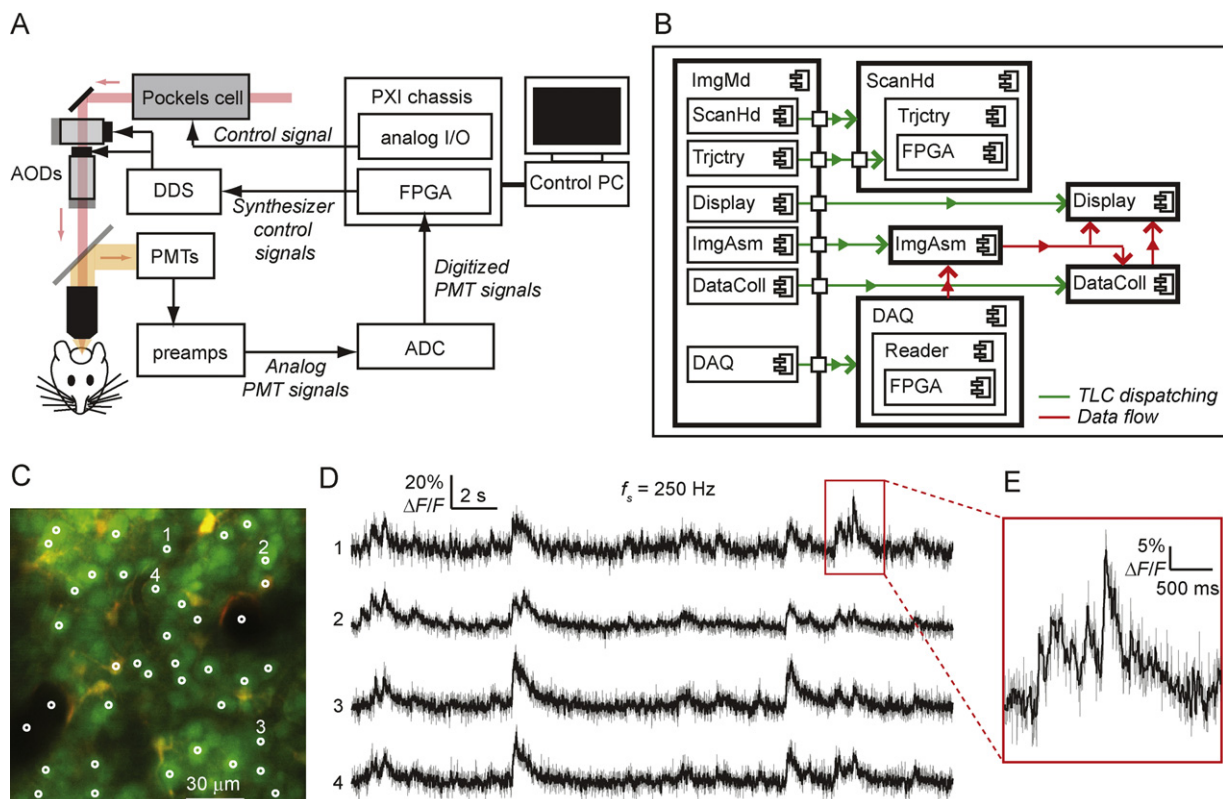 A
Pockels cell
Control signal
AODs
DDS
Synthesizer
control
signals
PMTs
preamps
Analog
PMT signals
ADC
Digitized
PMT signals
PXI chassis
analog I/O
FPGA
Control PC
B
ImgMd
ScanHd
Trjctry
Display
ImgAsm
DataColl
DAQ
ScanHd
Trjctry
FPGA
Display
ImgAsm
DataColl
DAQ
Reader
FPGA
TLC dispatching
Data flow
C
1
2
4
3
30 μm
D
20%
ΔF/F
2 s
fs = 250 Hz
1
2
3
4
E
5%
ΔF/F
500 ms